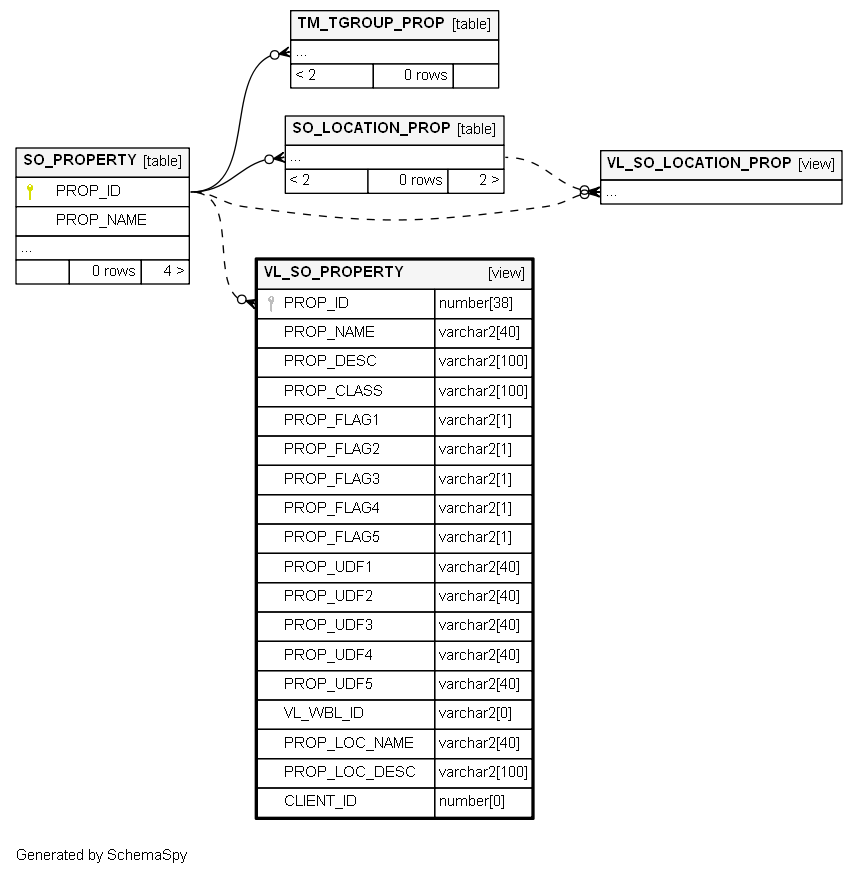 TM_TGROUP_PROP [table]
...
< 2 0 rows
SO_LOCATION_PROP [table]
...
< 2 0 rows 2 >
VL_SO_LOCATION_PROP [view]
...
SO_PROPERTY [table]
PROP_ID
PROP_NAME
...
0 rows 4 >
VL_SO_PROPERTY [view]
PROP_ID number[38]
PROP_NAME varchar2[40]
PROP_DESC varchar2[100]
PROP_CLASS varchar2[100]
PROP_FLAG1 varchar2[1]
PROP_FLAG2 varchar2[1]
PROP_FLAG3 varchar2[1]
PROP_FLAG4 varchar2[1]
PROP_FLAG5 varchar2[1]
PROP_UDF1 varchar2[40]
PROP_UDF2 varchar2[40]
PROP_UDF3 varchar2[40]
PROP_UDF4 varchar2[40]
PROP_UDF5 varchar2[40]
VL_WBL_ID varchar2[0]
PROP_LOC_NAME varchar2[40]
PROP_LOC_DESC varchar2[100]
CLIENT_ID number[0]
Generated by SchemaSpy